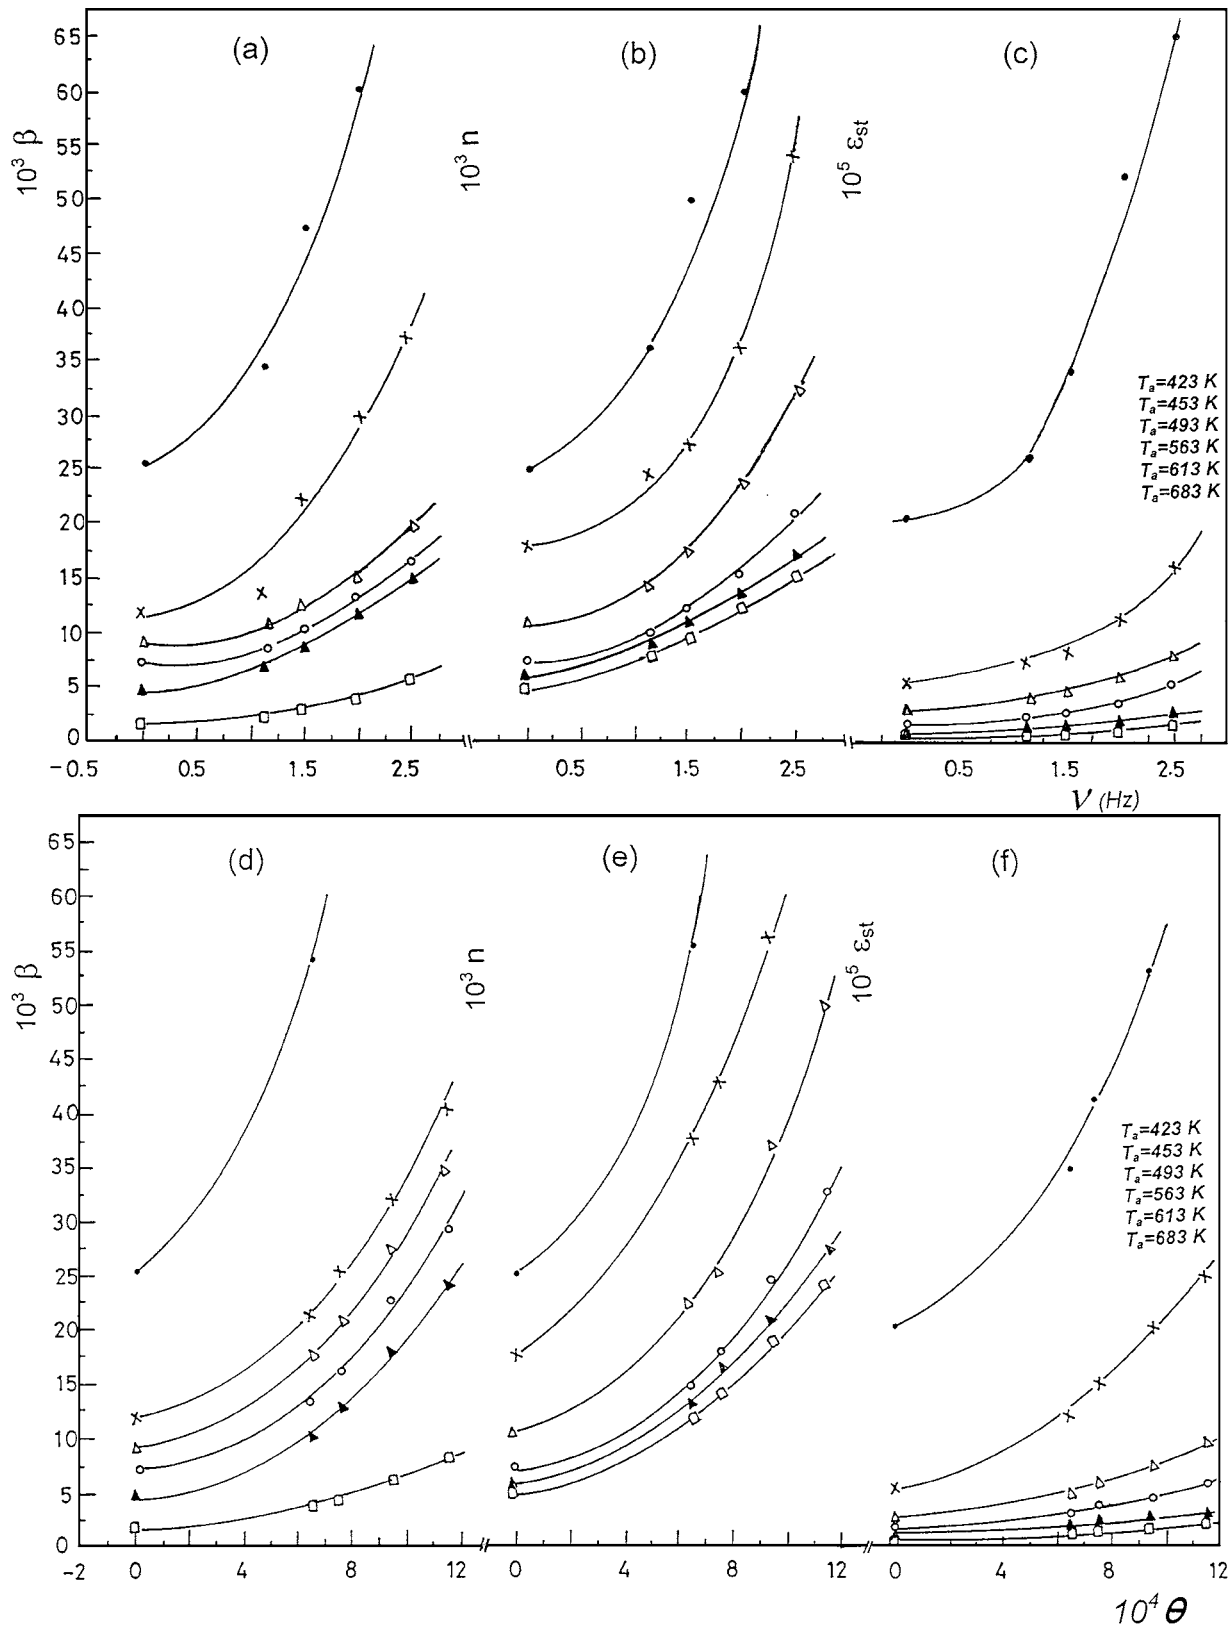 (a) (b) (c)
65
60
55
50
45
40
35
30
25
20
15
10
5
0
10³ β
10³ n
10⁵ εst
Tₐ=423 K
Tₐ=453 K
Tₐ=493 K
Tₐ=563 K
Tₐ=613 K
Tₐ=683 K
-0.5 0.5 1.5 2.5 0.5 1.5 2.5 0.5 1.5 2.5
ν (Hz)
(d) (e) (f)
65
60
55
50
45
40
35
30
25
20
15
10
5
0
10³ β
10³ n
10⁵ εst
Tₐ=423 K
Tₐ=453 K
Tₐ=493 K
Tₐ=563 K
Tₐ=613 K
Tₐ=683 K
-2 0 4 8 12 0 4 8 12 0 4 8 12
10⁴ θ